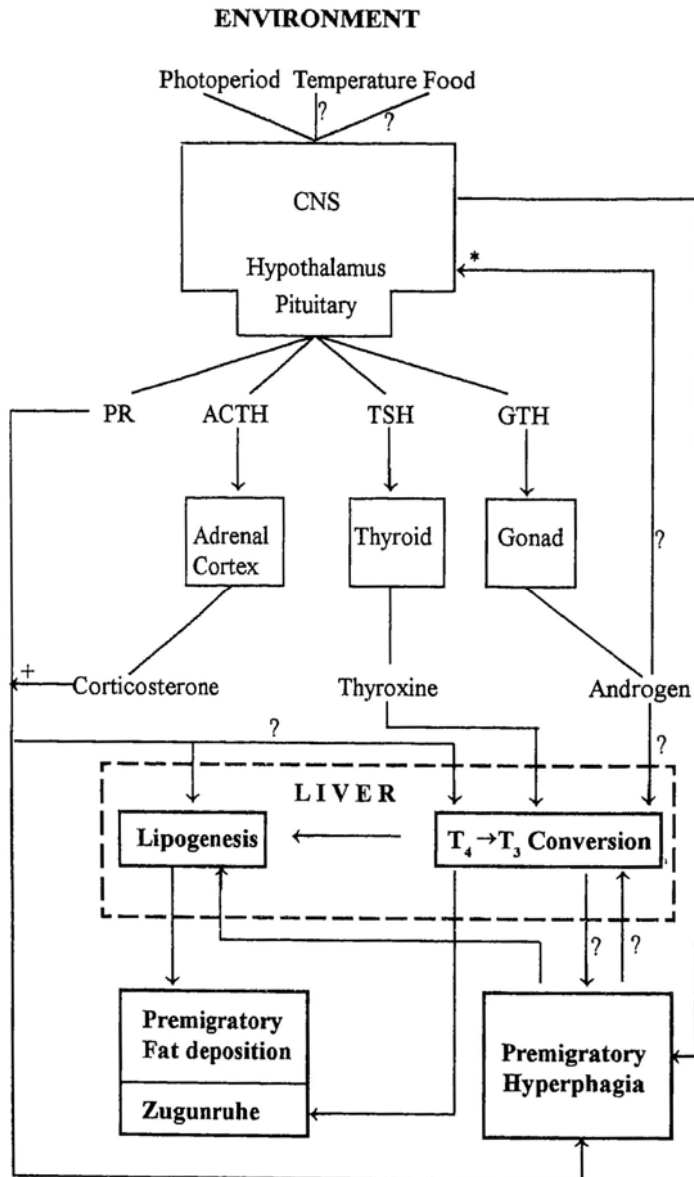 ENVIRONMENT
Photoperiod Temperature Food
? ?
CNS
*
Hypothalamus
Pituitary
PR ACTH TSH GTH
Adrenal
Cortex
Thyroid
Gonad
?
+
Corticosterone Thyroxine Androgen
? ?
LIVER
Lipogenesis
T₄→T₃ Conversion
? ?
Premigratory
Fat deposition
Zugunruhe
Premigratory
Hyperphagia